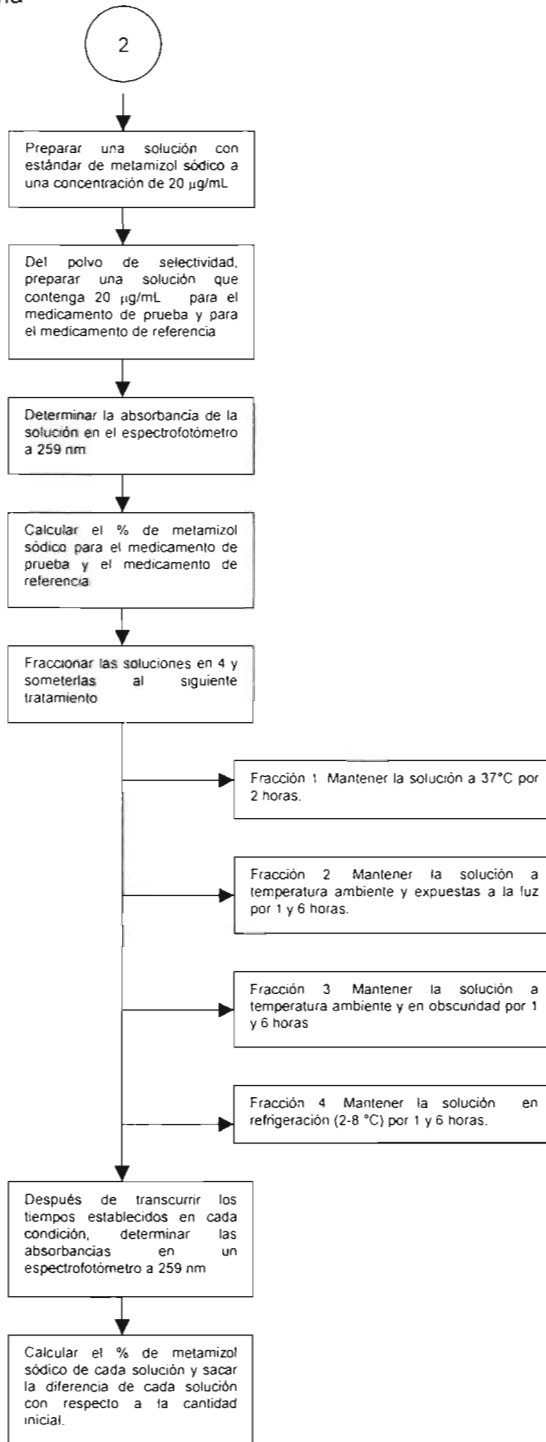 2
Preparar una solución con
estándar de metamizol sódico a
una concentración de 20 µg/mL
Del polvo de selectividad,
preparar una solución que
contenga 20 µg/mL para el
medicamento de prueba y para
el medicamento de referencia
Determinar la absorbancia de la
solución en el espectrofotómetro
a 259 nm
Calcular el % de metamizol
sódico para el medicamento de
prueba y el medicamento de
referencia
Fraccionar las soluciones en 4 y
someterlas al siguiente
tratamiento
Fracción 1 Mantener la solución a 37°C por
2 horas.
Fracción 2 Mantener la solución a
temperatura ambiente y expuestas a la luz
por 1 y 6 horas.
Fracción 3 Mantener la solución a
temperatura ambiente y en obscuridad por 1
y 6 horas
Fracción 4 Mantener la solución en
refrigeración (2-8 °C) por 1 y 6 horas.
Después de transcurrir los
tiempos establecidos en cada
condición, determinar las
absorbancias en un
espectrofotómetro a 259 nm
Calcular el % de metamizol
sódico de cada solución y sacar
la diferencia de cada solución
con respecto a la cantidad
inicial.